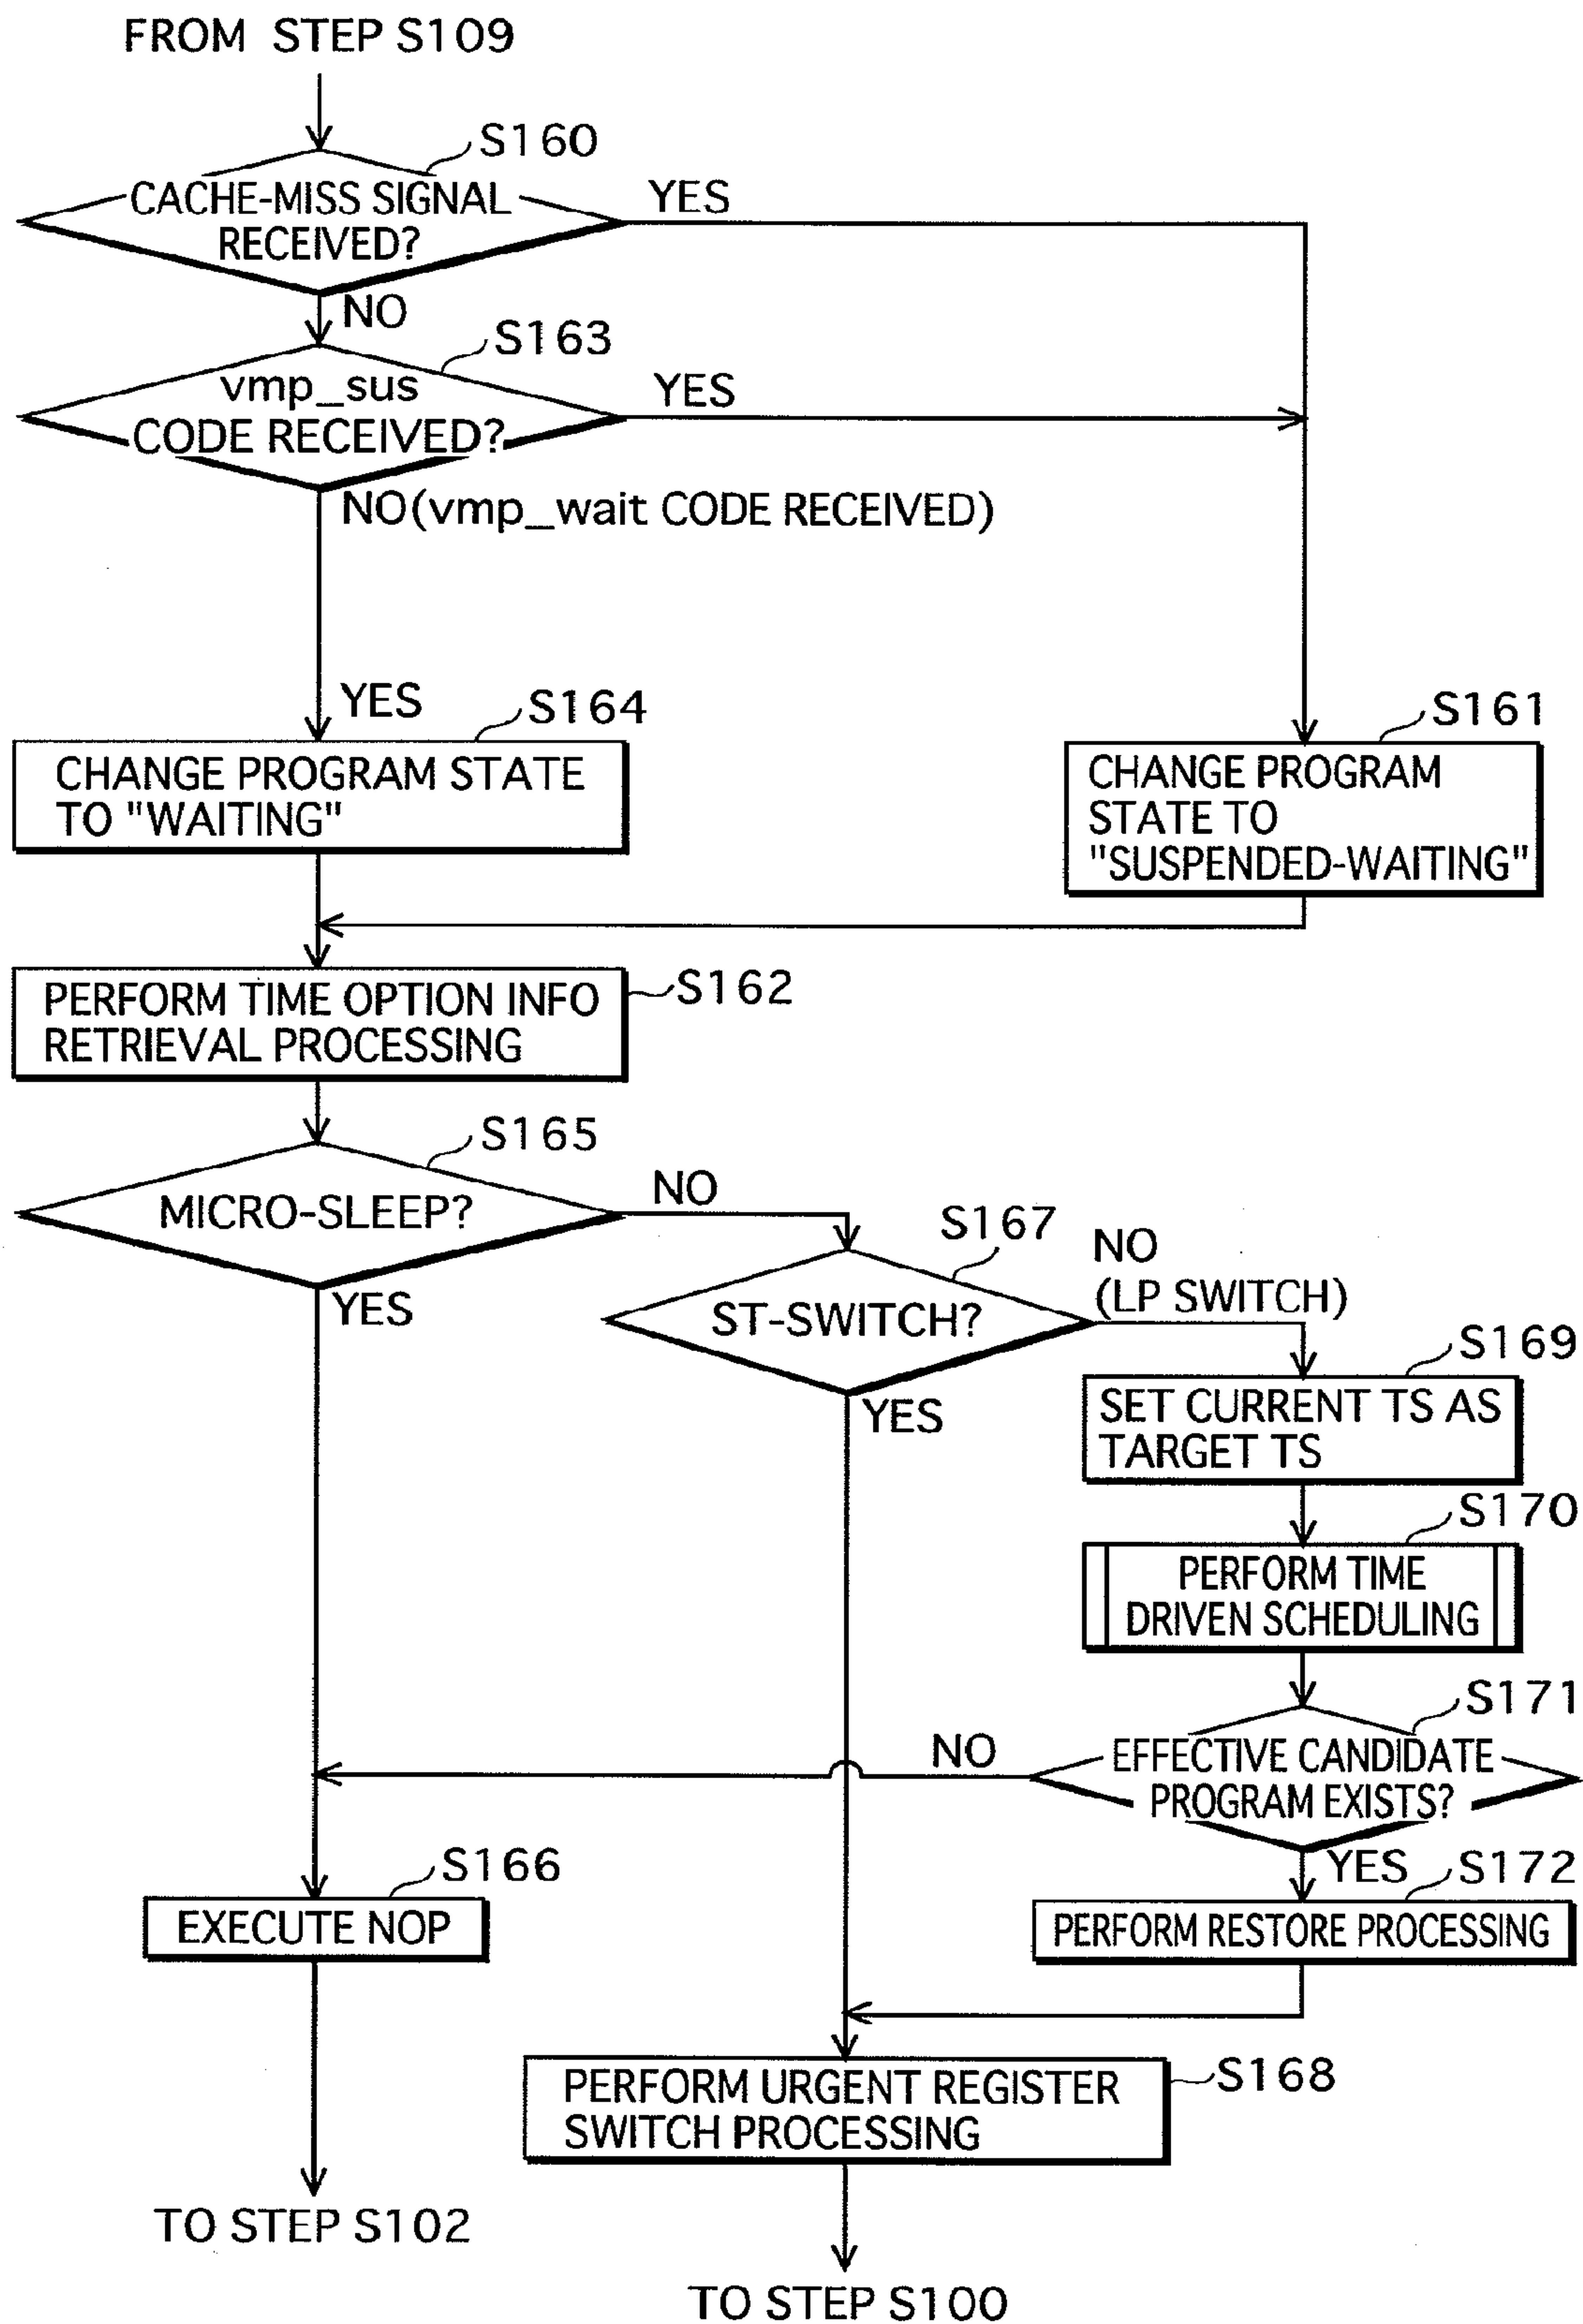 FROM STEP S109
S160
CACHE-MISS SIGNAL
RECEIVED?
YES
NO
S163
vmp_sus
CODE RECEIVED?
YES
NO(vmp_wait CODE RECEIVED)
YES
S164
CHANGE PROGRAM STATE
TO "WAITING"
S161
CHANGE PROGRAM
STATE TO
"SUSPENDED-WAITING"
PERFORM TIME OPTION INFO
RETRIEVAL PROCESSING
S162
S165
MICRO-SLEEP?
NO
YES
S167
ST-SWITCH?
NO
(LP SWITCH)
YES
S169
SET CURRENT TS AS
TARGET TS
S170
PERFORM TIME
DRIVEN SCHEDULING
S171
EFFECTIVE CANDIDATE
PROGRAM EXISTS?
NO
YES
S166
EXECUTE NOP
S172
PERFORM RESTORE PROCESSING
PERFORM URGENT REGISTER
SWITCH PROCESSING
S168
TO STEP S102
TO STEP S100